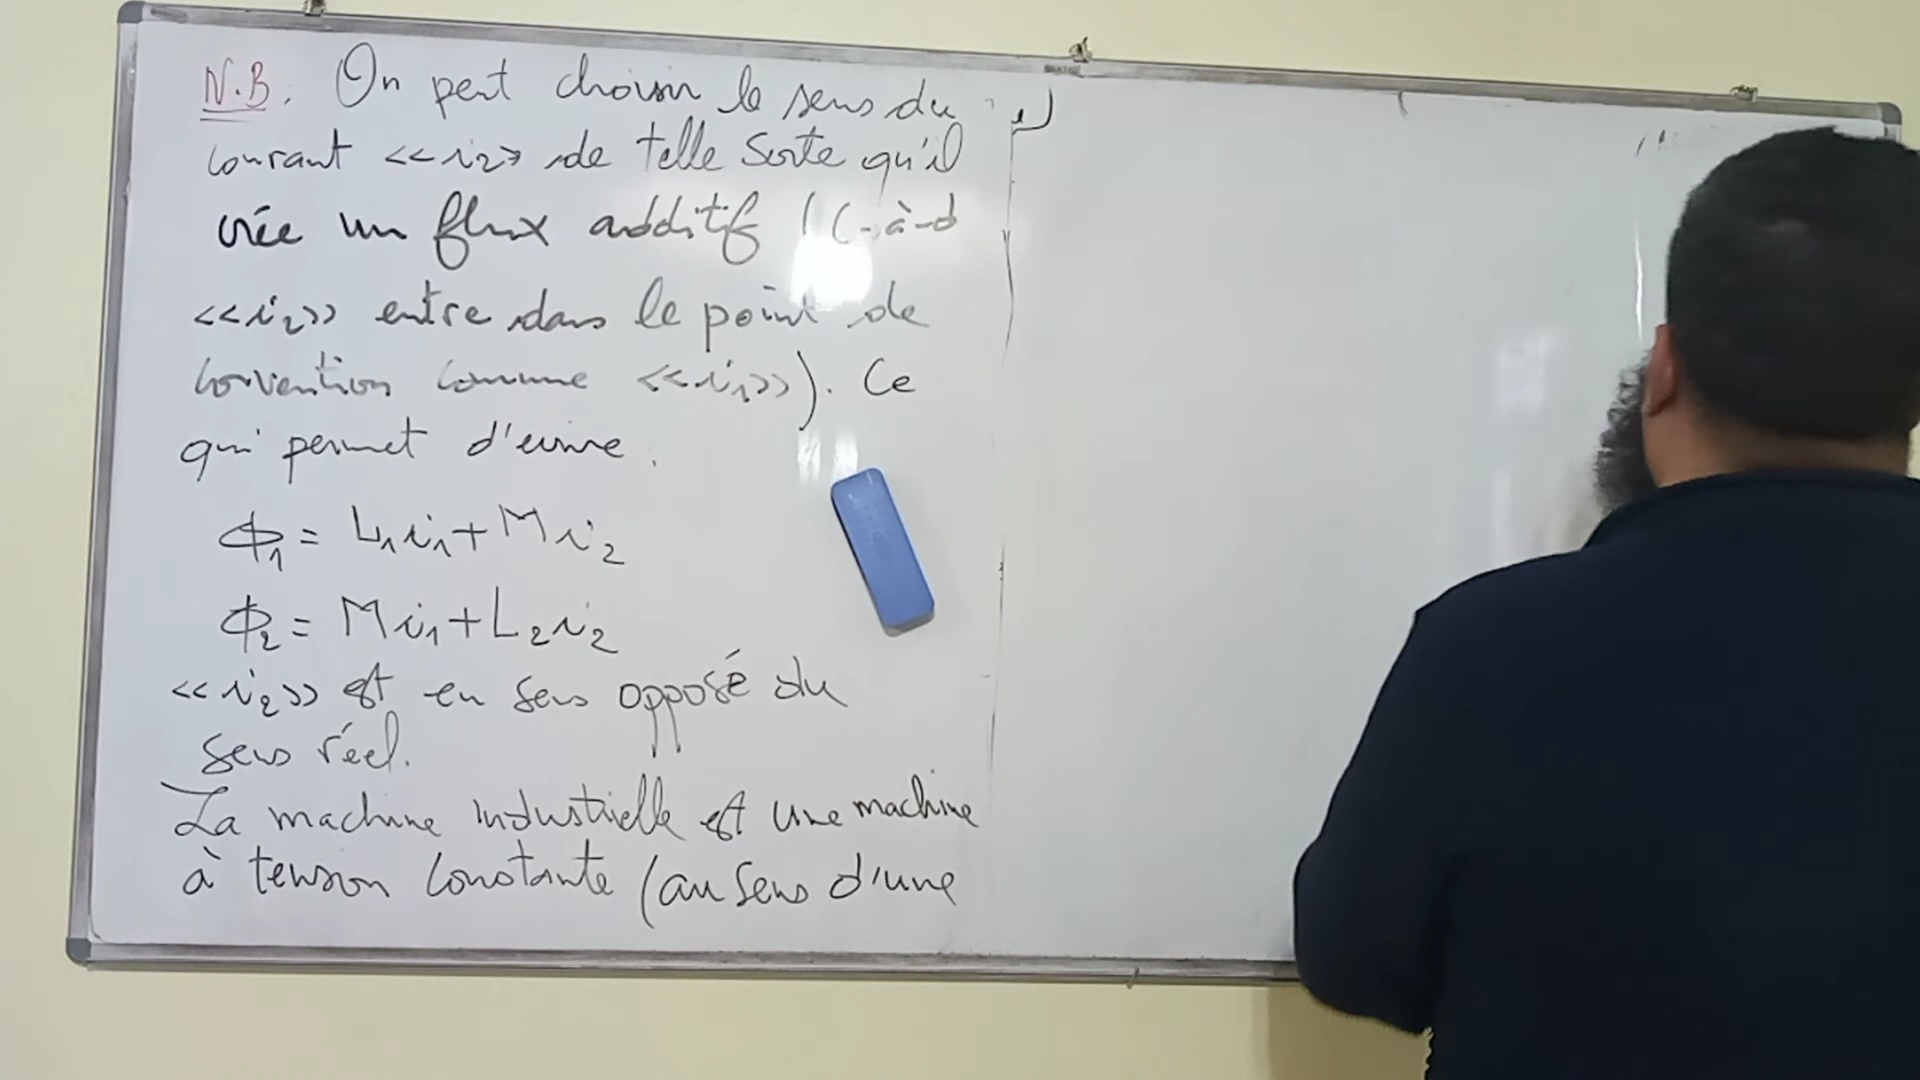 N.B. On peut choisir le sens du
courant <<i2> de telle sorte qu'il
crée un flux additif (C-à-d
<<i2>> entre dans le point de
convention comme <<i1>>). Ce
qui permet d'ecrire :
Φ1 = L1i1+Mi2
Φ2 = Mi1+L2i2
<<i2>> est en sens opposé du
sens réel.
La machine industrielle est une machine
à tension constante (au sens d'une